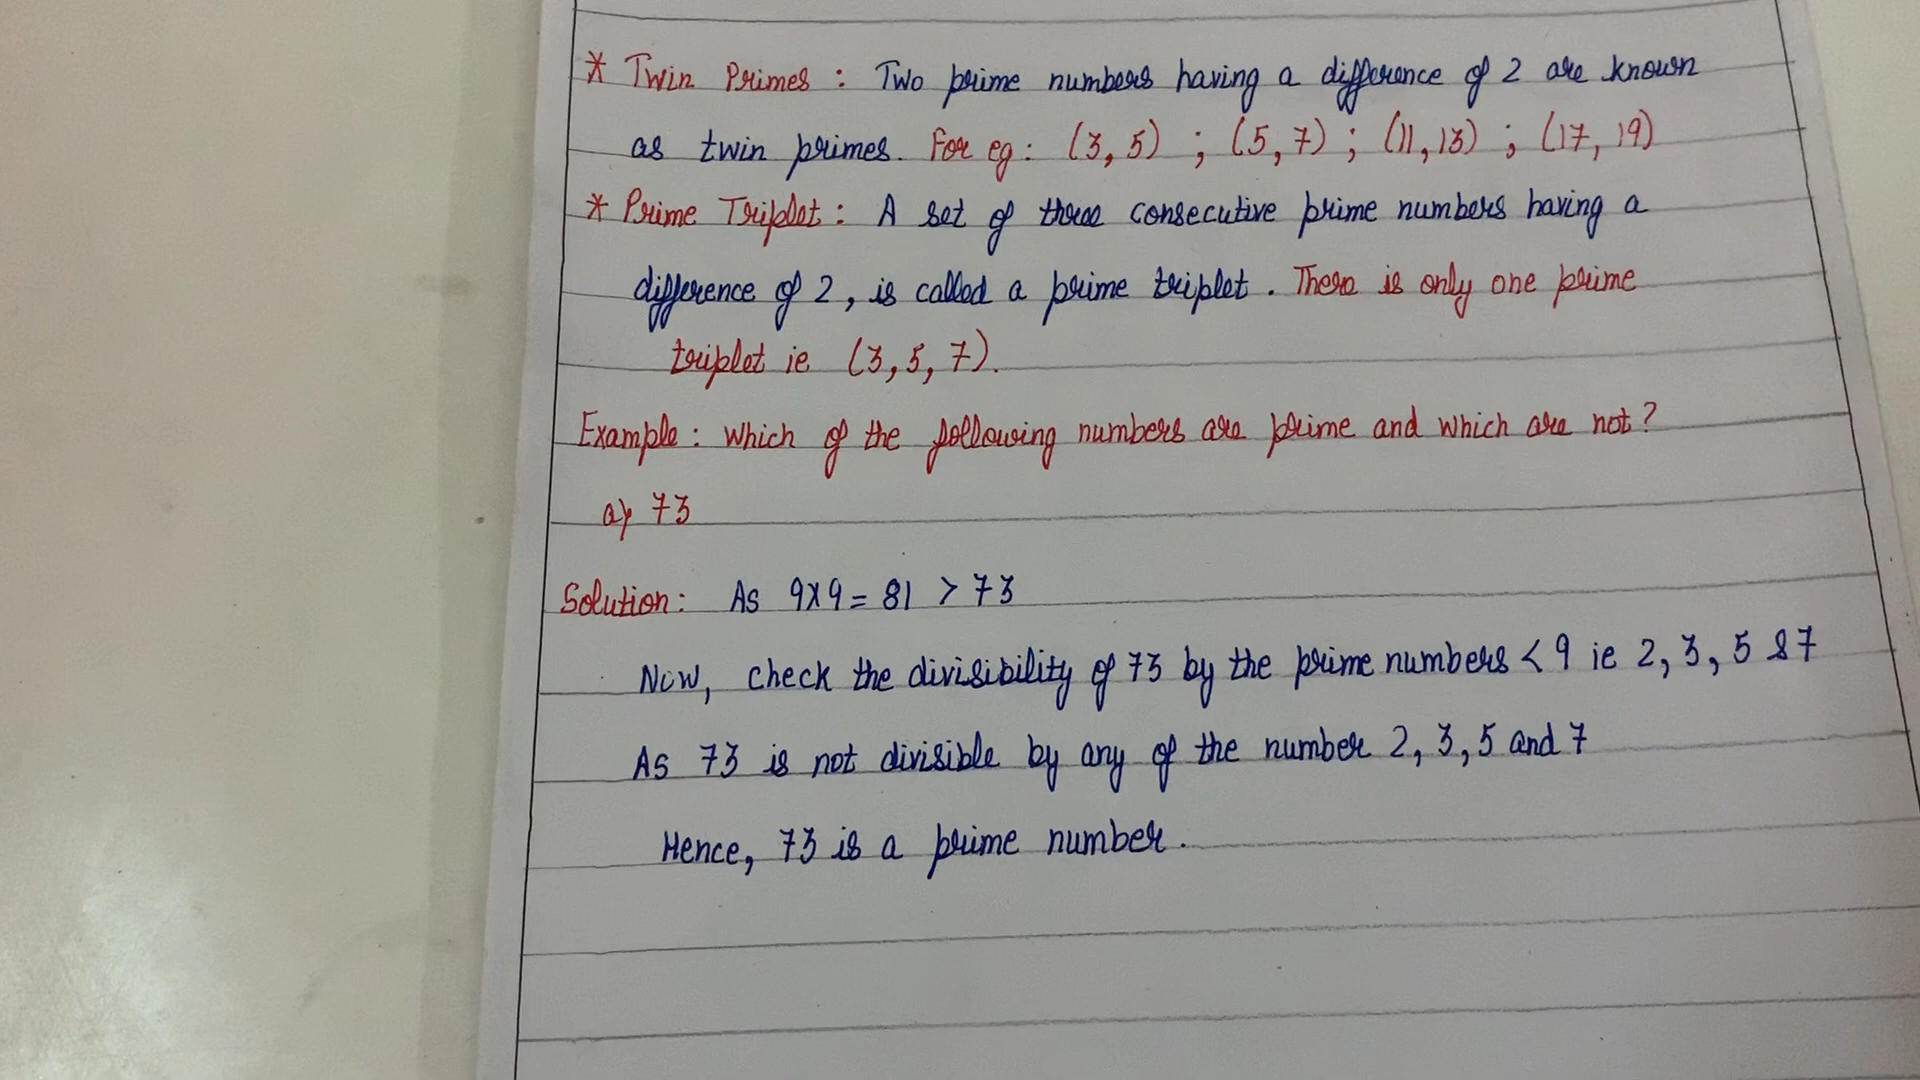 * Twin Primes : Two prime numbers having a difference of 2 are known
as twin primes. For eg: (3, 5) ; (5, 7) ; (11, 13) ; (17, 19)
* Prime Triplet : A set of three consecutive prime numbers having a
difference of 2, is called a prime triplet. There is only one prime
triplet ie (3, 5, 7).
Example : Which of the following numbers are prime and which are not?
a) 73
Solution : As 9x9 = 81 > 73
Now, check the divisibility of 73 by the prime numbers < 9 ie 2, 3, 5 & 7
As 73 is not divisible by any of the number 2, 3, 5 and 7
Hence, 73 is a prime number.